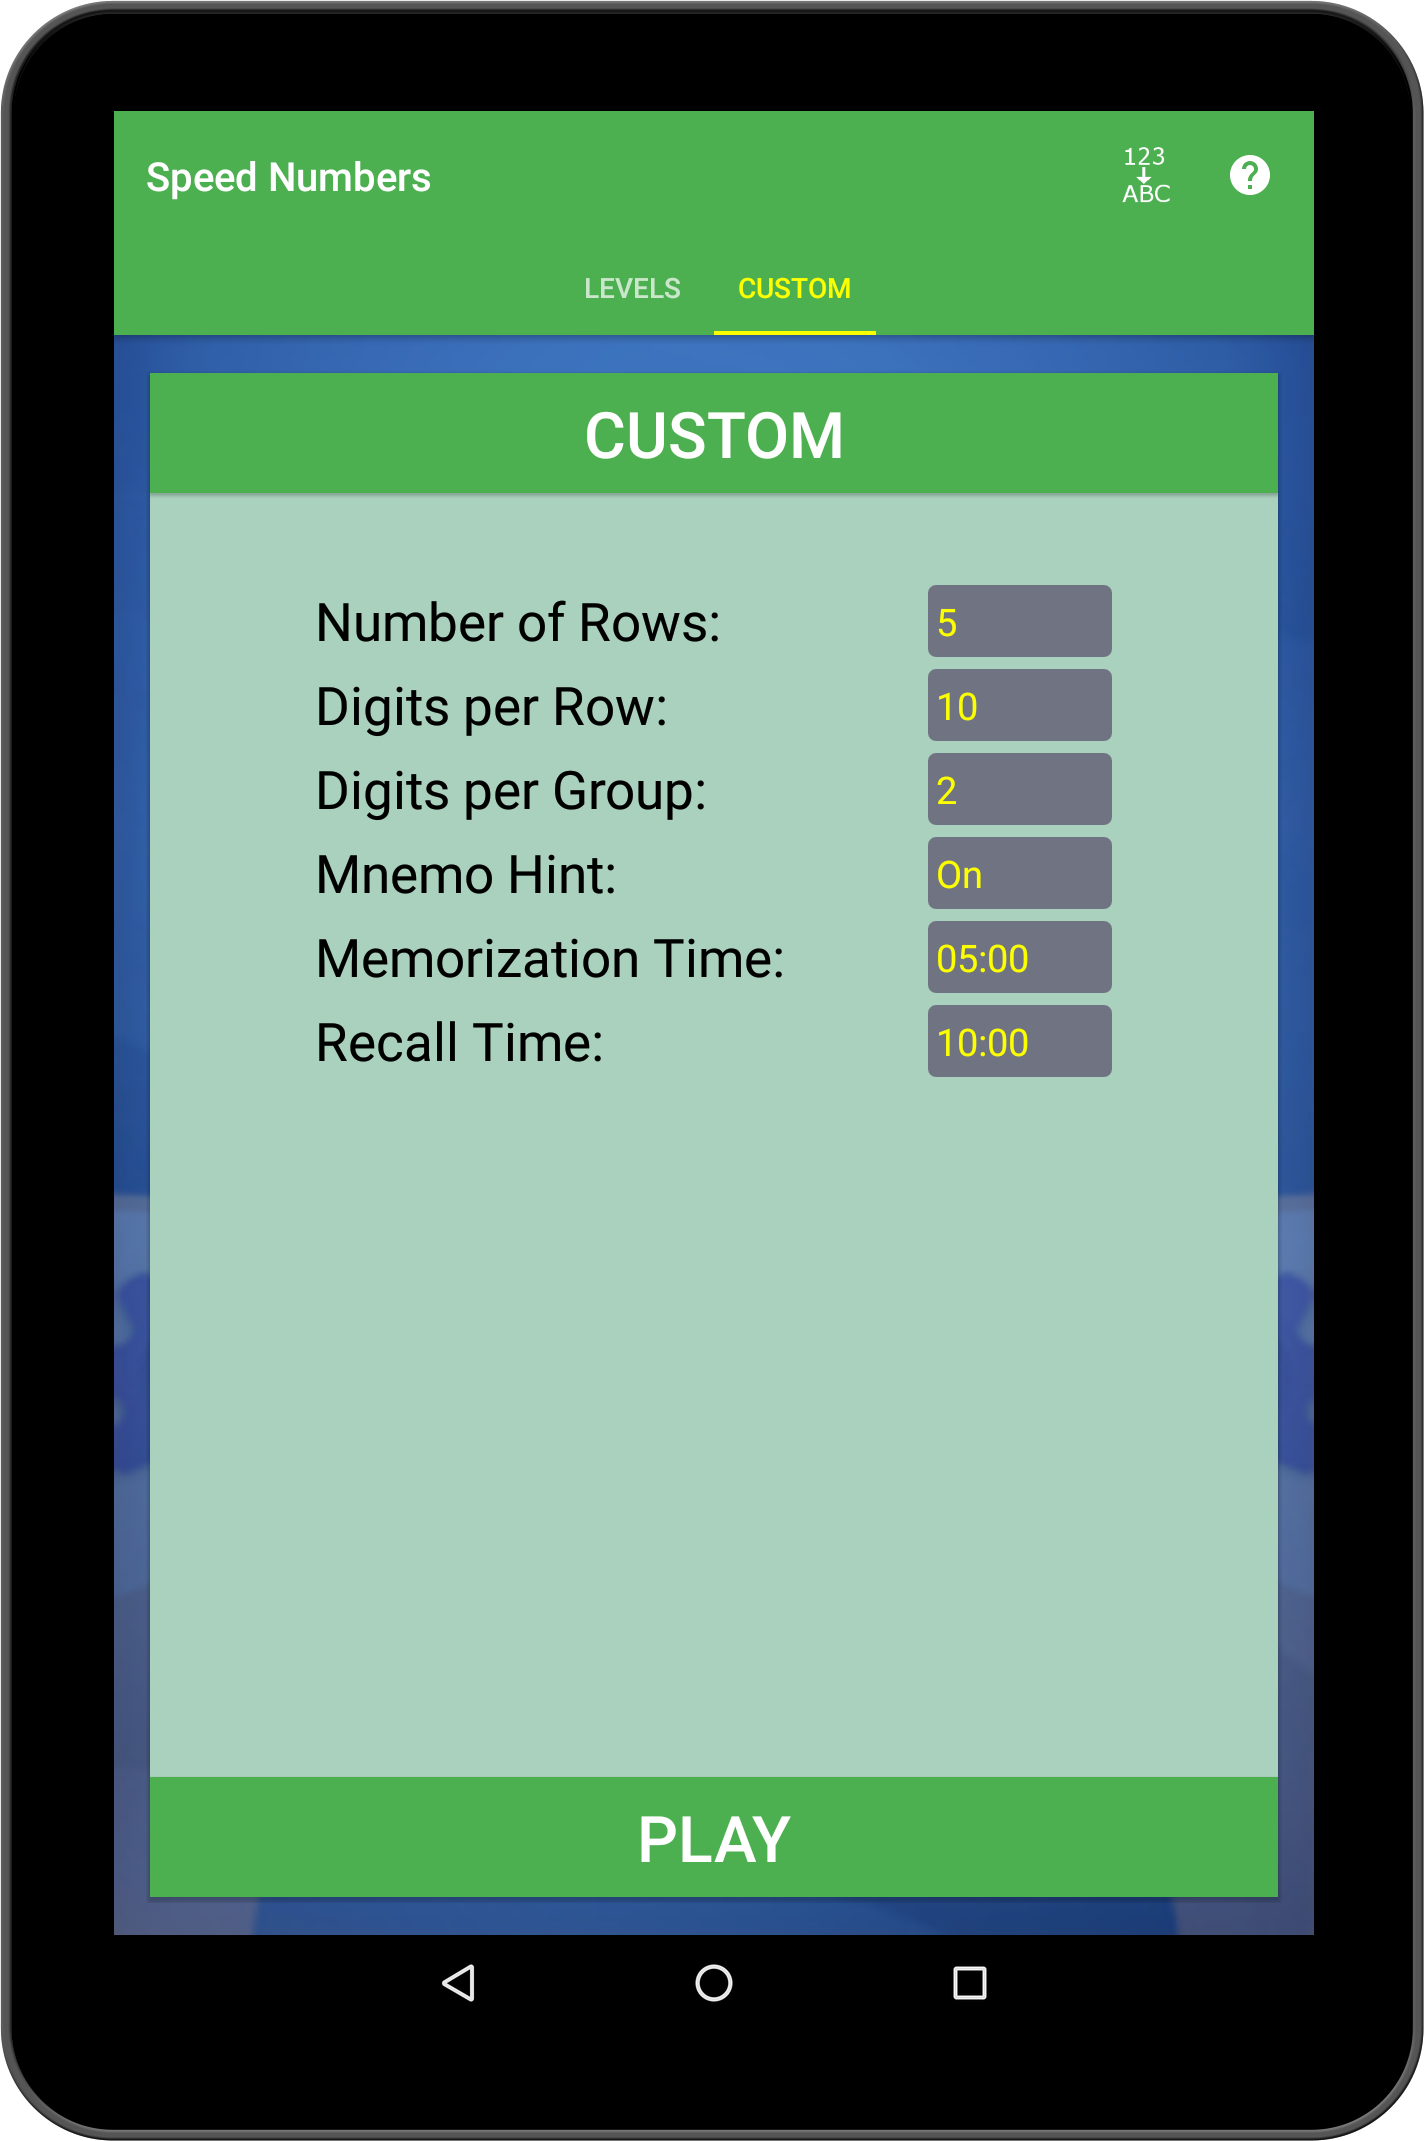 Speed Numbers
123
ABC
?
LEVELS CUSTOM
CUSTOM
Number of Rows: 5
Digits per Row: 10
Digits per Group: 2
Mnemo Hint: On
Memorization Time: 05:00
Recall Time: 10:00
PLAY